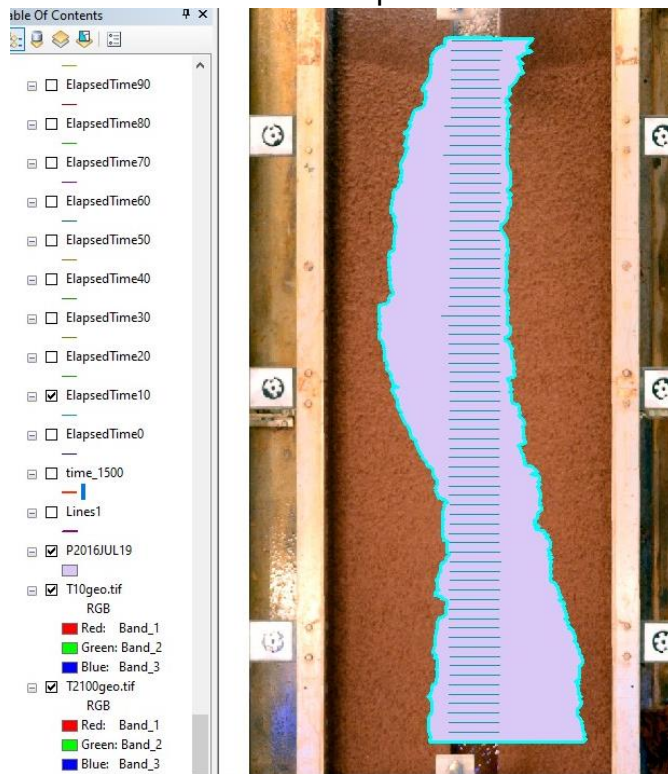 able Of Contents
ElapsedTime90
ElapsedTime80
ElapsedTime70
ElapsedTime60
ElapsedTime50
ElapsedTime40
ElapsedTime30
ElapsedTime20
ElapsedTime10
ElapsedTime0
time_1500
Lines1
P2016JUL19
T10geo.tif
RGB
Red: Band_1
Green: Band_2
Blue: Band_3
T2100geo.tif
RGB
Red: Band_1
Green: Band_2
Blue: Band_3